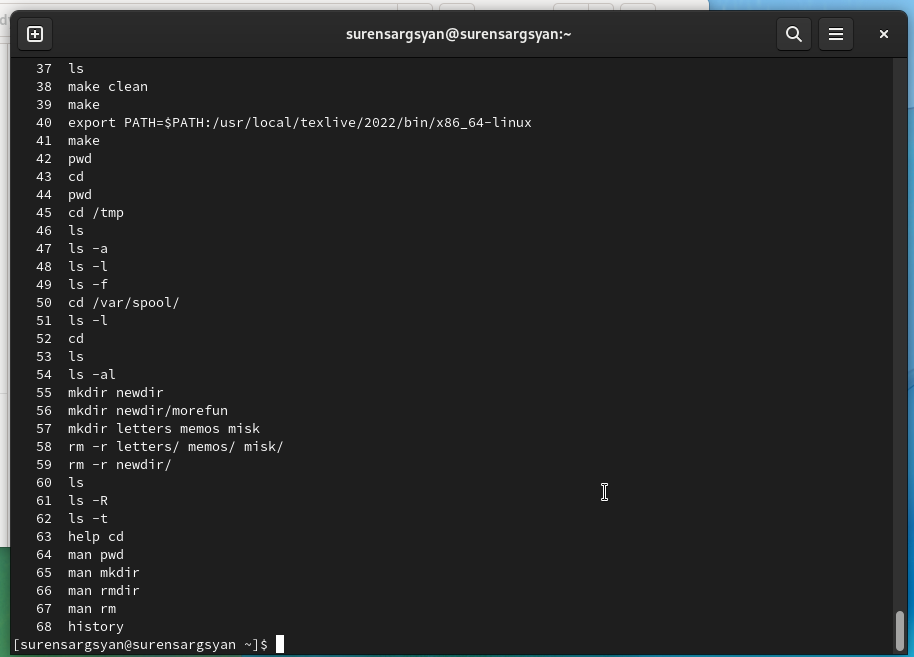 surensargsyan@surensargsyan:~
37 ls
38 make clean
39 make
40 export PATH=$PATH:/usr/local/texlive/2022/bin/x86_64-linux
41 make
42 pwd
43 cd
44 pwd
45 cd /tmp
46 ls
47 ls -a
48 ls -l
49 ls -f
50 cd /var/spool/
51 ls -l
52 cd
53 ls
54 ls -al
55 mkdir newdir
56 mkdir newdir/morefun
57 mkdir letters memos misk
58 rm -r letters/ memos/ misk/
59 rm -r newdir/
60 ls
61 ls -R
62 ls -t
63 help cd
64 man pwd
65 man mkdir
66 man rmdir
67 man rm
68 history
[surensargsyan@surensargsyan ~]$